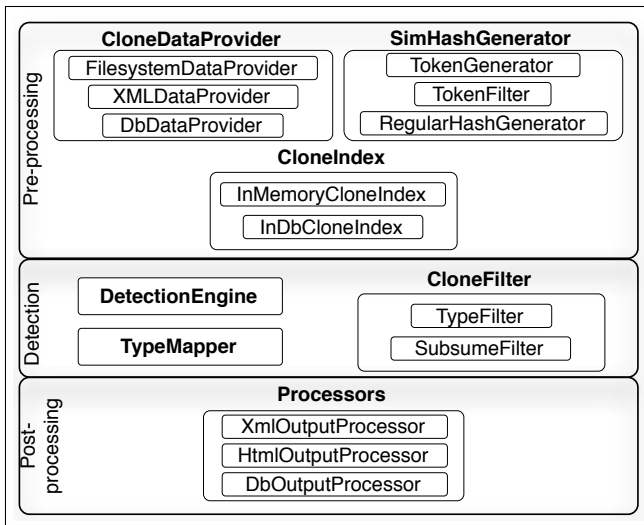 Pre-processing
CloneDataProvider
FilesystemDataProvider
XMLDataProvider
DbDataProvider
SimHashGenerator
TokenGenerator
TokenFilter
RegularHashGenerator
CloneIndex
InMemoryCloneIndex
InDbCloneIndex
Detection
DetectionEngine
TypeMapper
CloneFilter
TypeFilter
SubsumeFilter
Post-
processing
Processors
XmlOutputProcessor
HtmlOutputProcessor
DbOutputProcessor